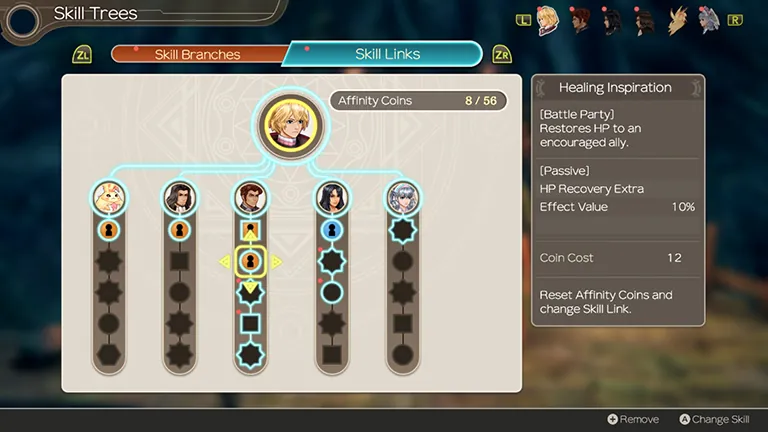 Skill Trees
L
R
ZL
Skill Branches
Skill Links
ZR
Affinity Coins 8 / 56
Healing Inspiration
[Battle Party]
Restores HP to an
encouraged ally.
[Passive]
HP Recovery Extra
Effect Value 10%
Coin Cost 12
Reset Affinity Coins and
change Skill Link.
Remove
A Change Skill